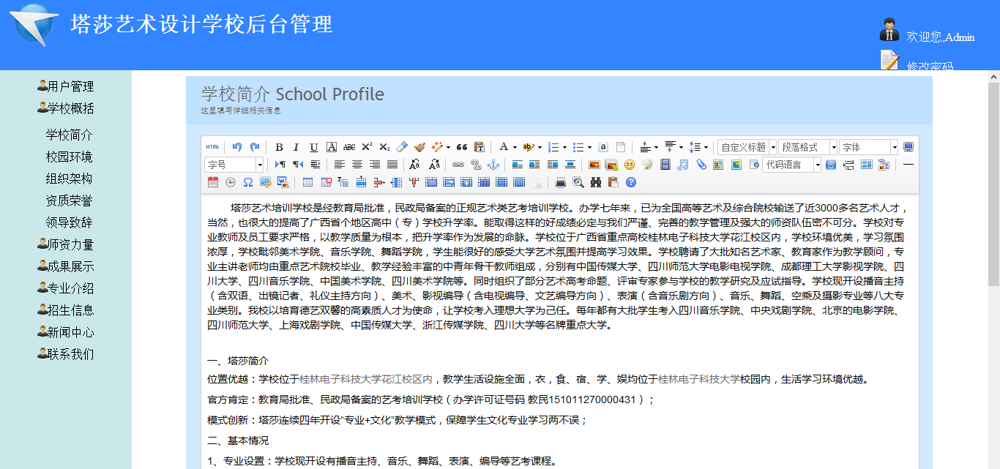 塔莎艺术设计学校后台管理
欢迎您,Admin
修改密码
用户管理
学校概括
学校简介
校园环境
组织架构
资质荣誉
领导致辞
师资力量
成果展示
专业介绍
招生信息
新闻中心
联系我们
学校简介 School Profile
这里填写详细相关信息
HTML B I U A ABC X² X₂ A ab a 自定义标题 段落格式 字体
字号 代码语言
塔莎艺术培训学校是经教育局批准，民政局备案的正规艺术类艺考培训学校。办学七年来，已为全国高等艺术及综合院校输送了近3000多名艺术人才，
当然，也很大的提高了广西省个地区高中（专）学校升学率。能取得这样的好成绩必定与我们严谨、完善的教学管理及强大的师资队伍密不可分。学校对专
业教师及员工要求严格，以教学质量为根本，把升学率作为发展的命脉。学校位于广西省重点高校桂林电子科技大学花江校区内，学校环境优美，学习氛围
浓厚，学校毗邻美术学院、音乐学院、舞蹈学院，学生能很好的感受大学艺术氛围并提高学习效果。学校聘请了大批知名艺术家、教育家作为教学顾问，专
业主讲老师均由重点艺术院校毕业、教学经验丰富的中青年骨干教师组成，分别有中国传媒大学、四川师范大学电影电视学院、成都理工大学影视学院、四
川大学、四川音乐学院、中国美术学院、四川美术学院等。同时组织了部分艺术高考命题、评审专家参与学校的教学研究及应试指导。学校现开设播音主持
（含双语、出镜记者、礼仪主持方向）、美术、影视编导（含电视编导、文艺编导方向）、表演（含音乐剧方向）、音乐、舞蹈、空乘及摄影专业等八大专
业类别。我校以培育德艺双馨的高素质人才为使命，让学校考入理想大学为己任。每年都有大批学生考入四川音乐学院、中央戏剧学院、北京的电影学院、
四川师范大学、上海戏剧学院、中国传媒大学、浙江传媒学院、四川大学等名牌重点大学。
一、塔莎简介
位置优越：学校位于桂林电子科技大学花江校区内，教学生活设施全面，衣，食、宿、学、娱均位于桂林电子科技大学校园内，生活学习环境优越。
官方肯定：教育局批准、民政局备案的艺考培训学校（办学许可证号码 教民151011270000431）；
模式创新：塔莎连续四年开设“专业+文化”教学模式，保障学生文化专业学习两不误；
二、基本情况
1、专业设置：学校现开设有播音主持、音乐、舞蹈、表演、编导等艺考课程。